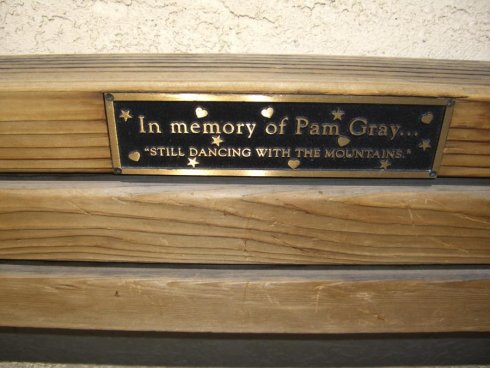 In memory of Pam Gray...
"STILL DANCING WITH THE MOUNTAINS."